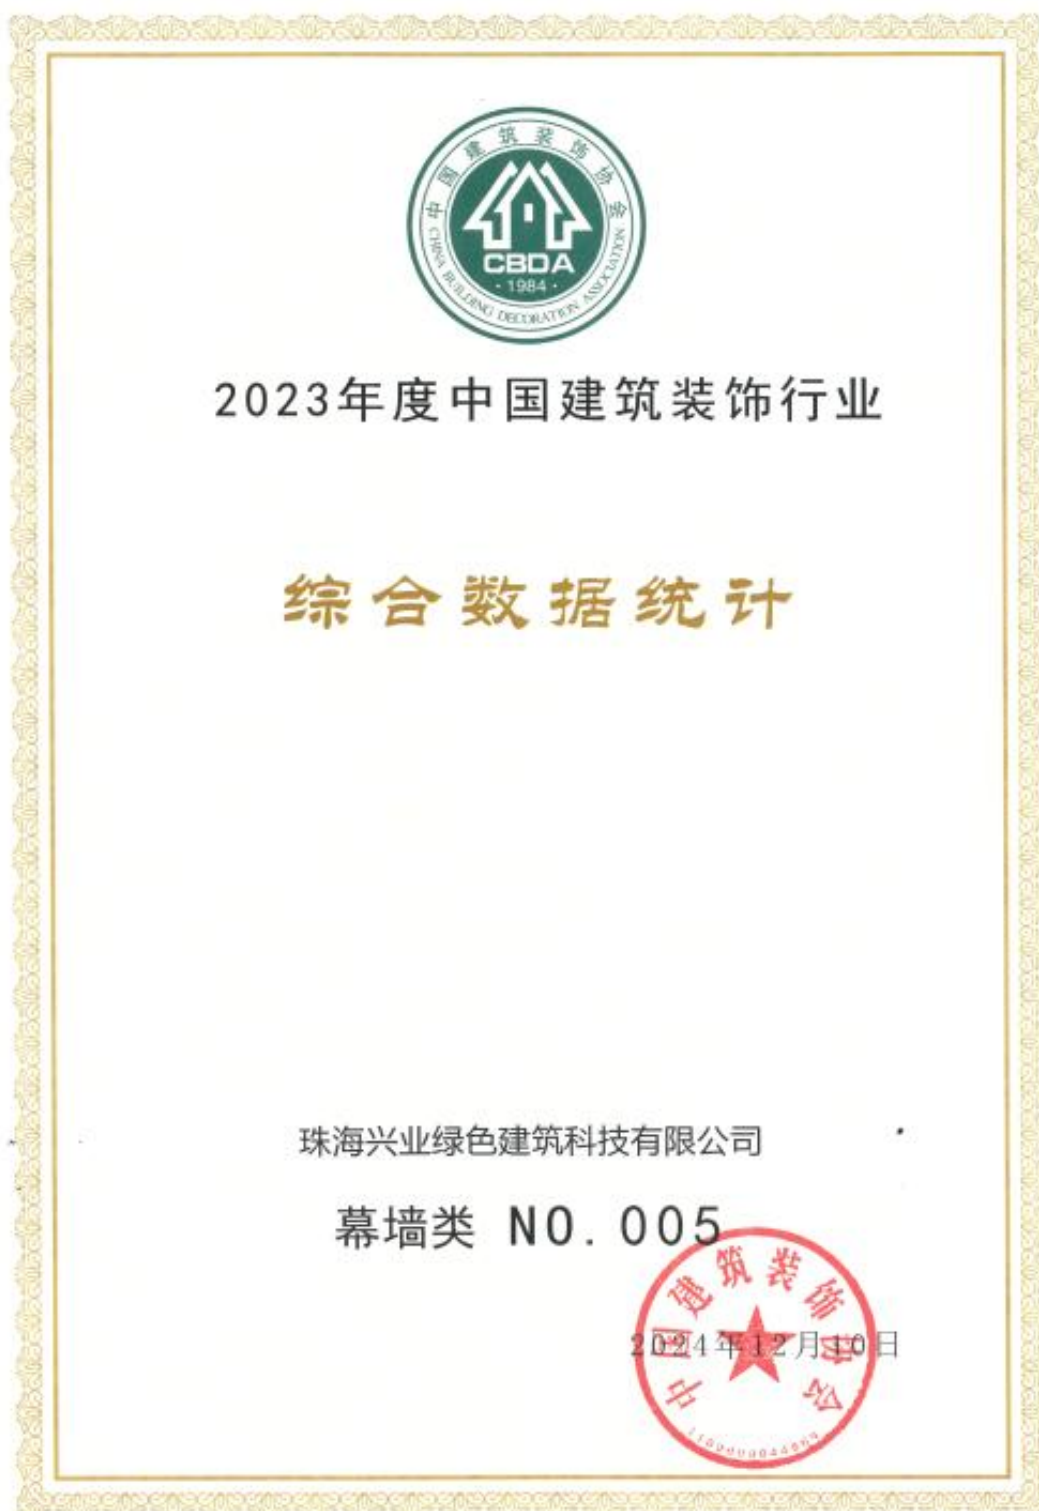 中国建筑装饰协会
CBDA
·1984·
CHINA BUILDING DECORATION ASSOCIATION
2023年度中国建筑装饰行业
综合数据统计
珠海兴业绿色建筑科技有限公司
幕墙类 NO.005
2024年12月10日
中国建筑装饰协会